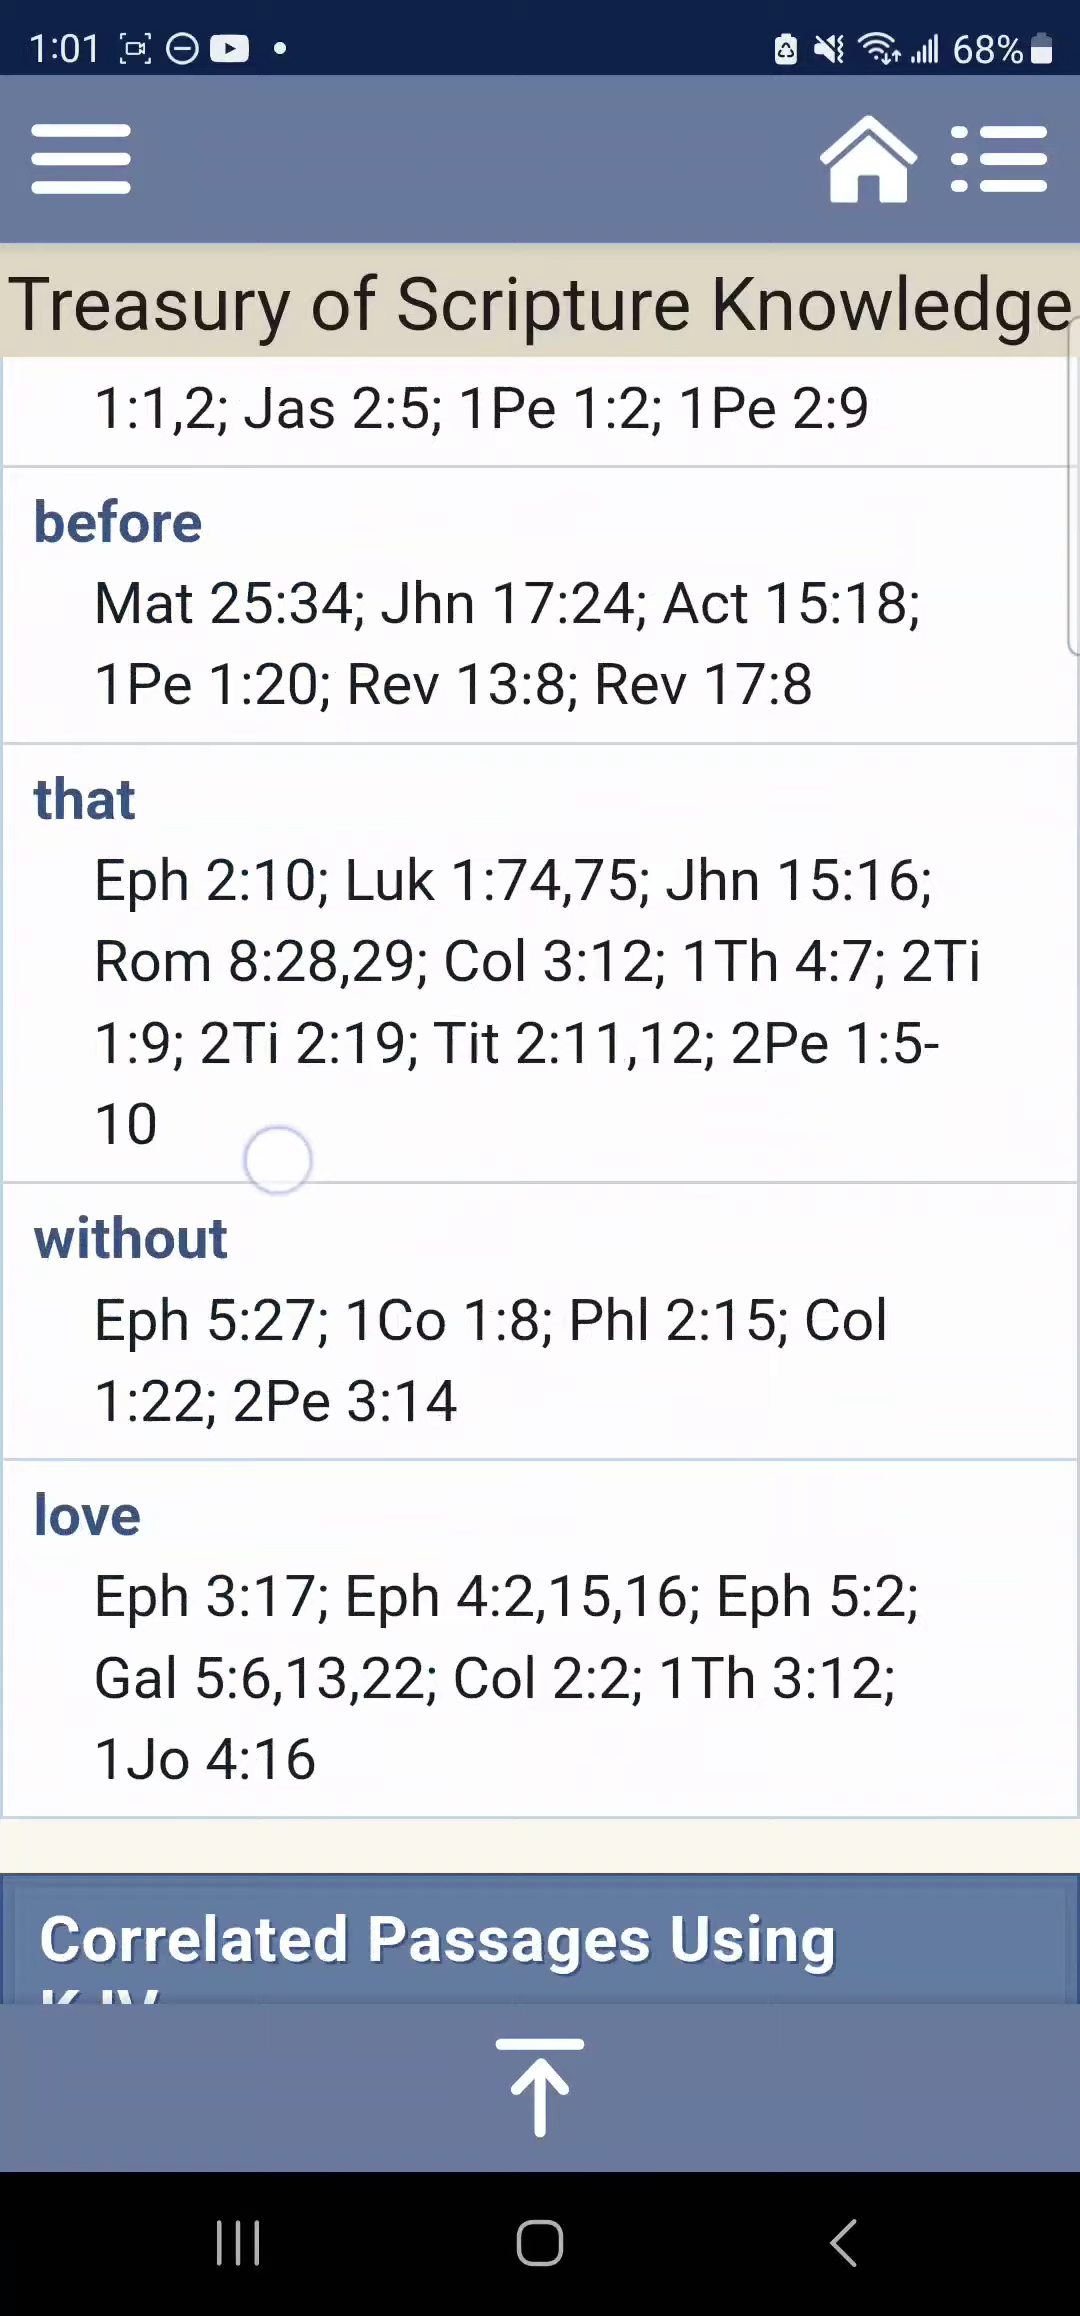 1:01
68%
Treasury of Scripture Knowledge
1:1,2; Jas 2:5; 1Pe 1:2; 1Pe 2:9
before
Mat 25:34; Jhn 17:24; Act 15:18;
1Pe 1:20; Rev 13:8; Rev 17:8
that
Eph 2:10; Luk 1:74,75; Jhn 15:16;
Rom 8:28,29; Col 3:12; 1Th 4:7; 2Ti
1:9; 2Ti 2:19; Tit 2:11,12; 2Pe 1:5-
10
without
Eph 5:27; 1Co 1:8; Phl 2:15; Col
1:22; 2Pe 3:14
love
Eph 3:17; Eph 4:2,15,16; Eph 5:2;
Gal 5:6,13,22; Col 2:2; 1Th 3:12;
1Jo 4:16
Correlated Passages Using